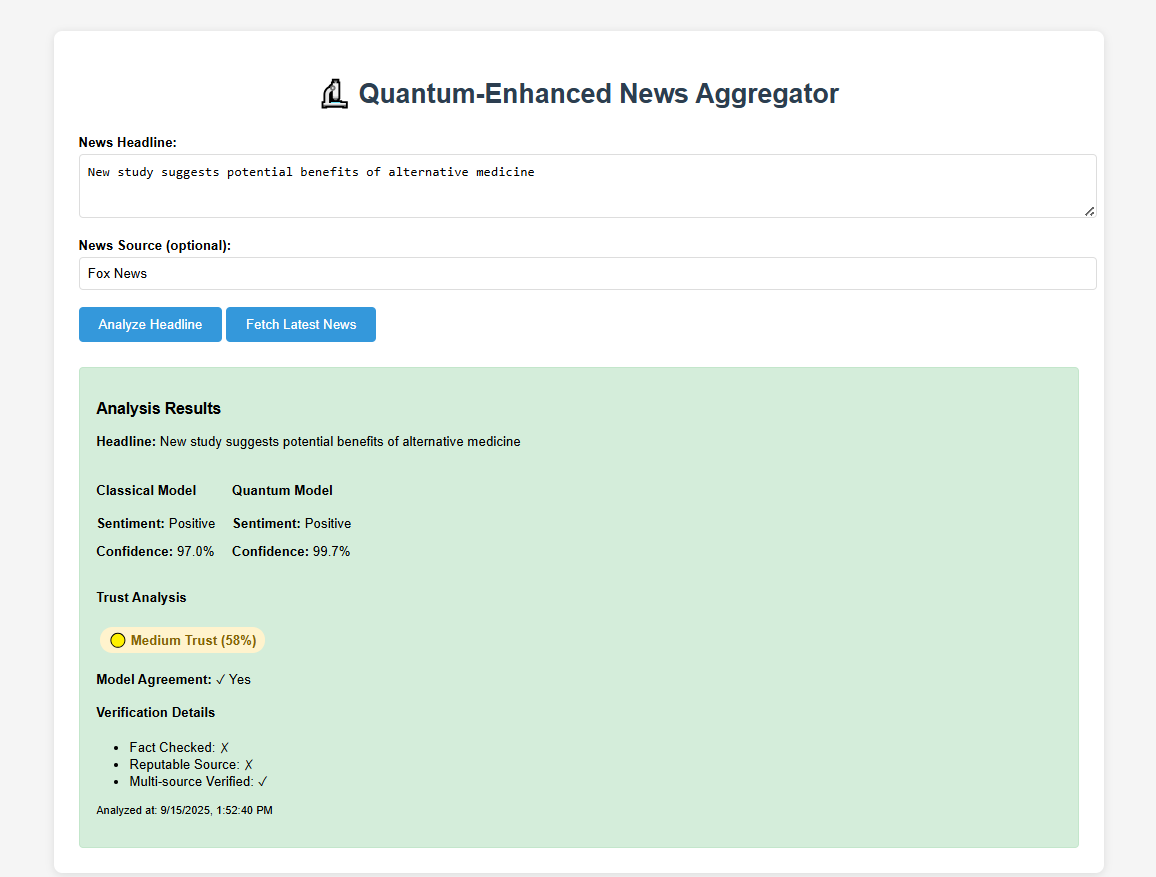 Quantum-Enhanced News Aggregator
News Headline:
New study suggests potential benefits of alternative medicine
News Source (optional):
Fox News
Analyze Headline Fetch Latest News
Analysis Results
Headline: New study suggests potential benefits of alternative medicine
Classical Model Quantum Model
Sentiment: Positive Sentiment: Positive
Confidence: 97.0% Confidence: 99.7%
Trust Analysis
Medium Trust (58%)
Model Agreement: ✓ Yes
Verification Details
• Fact Checked: ✗
• Reputable Source: ✗
• Multi-source Verified: ✓
Analyzed at: 9/15/2025, 1:52:40 PM